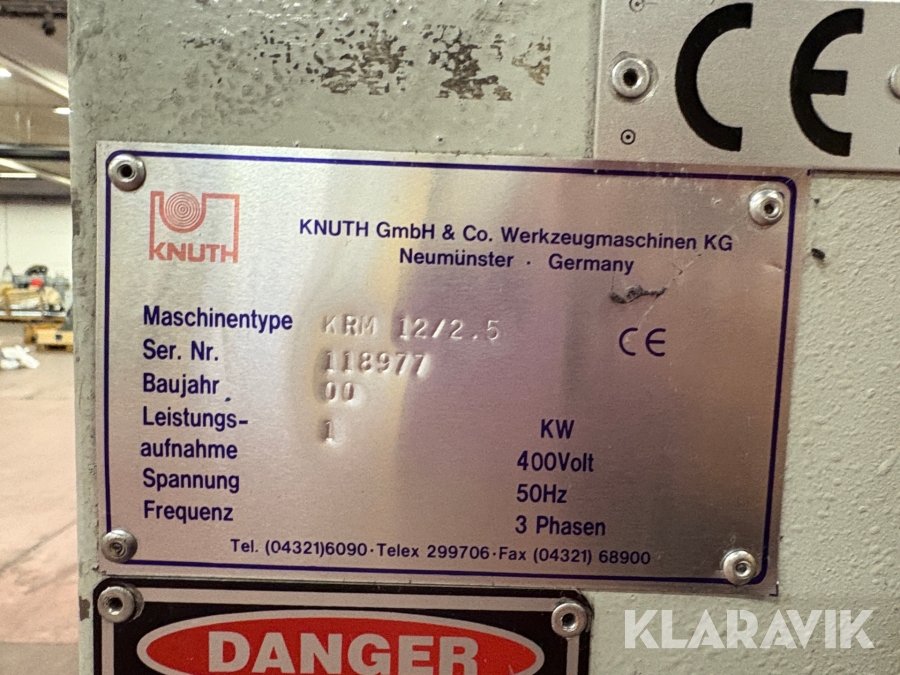 CE
KNUTH
KNUTH GmbH & Co. Werkzeugmaschinen KG
Neumünster · Germany
Maschinentype KRM 12/2.5
CE
Ser. Nr. 118977
Baujahr 00
Leistungs-
aufnahme 1 KW
Spannung 400Volt
Frequenz 50Hz
3 Phasen
Tel. (04321)6090·Telex 299706·Fax (04321) 68900
DANGER
KLARAVIK